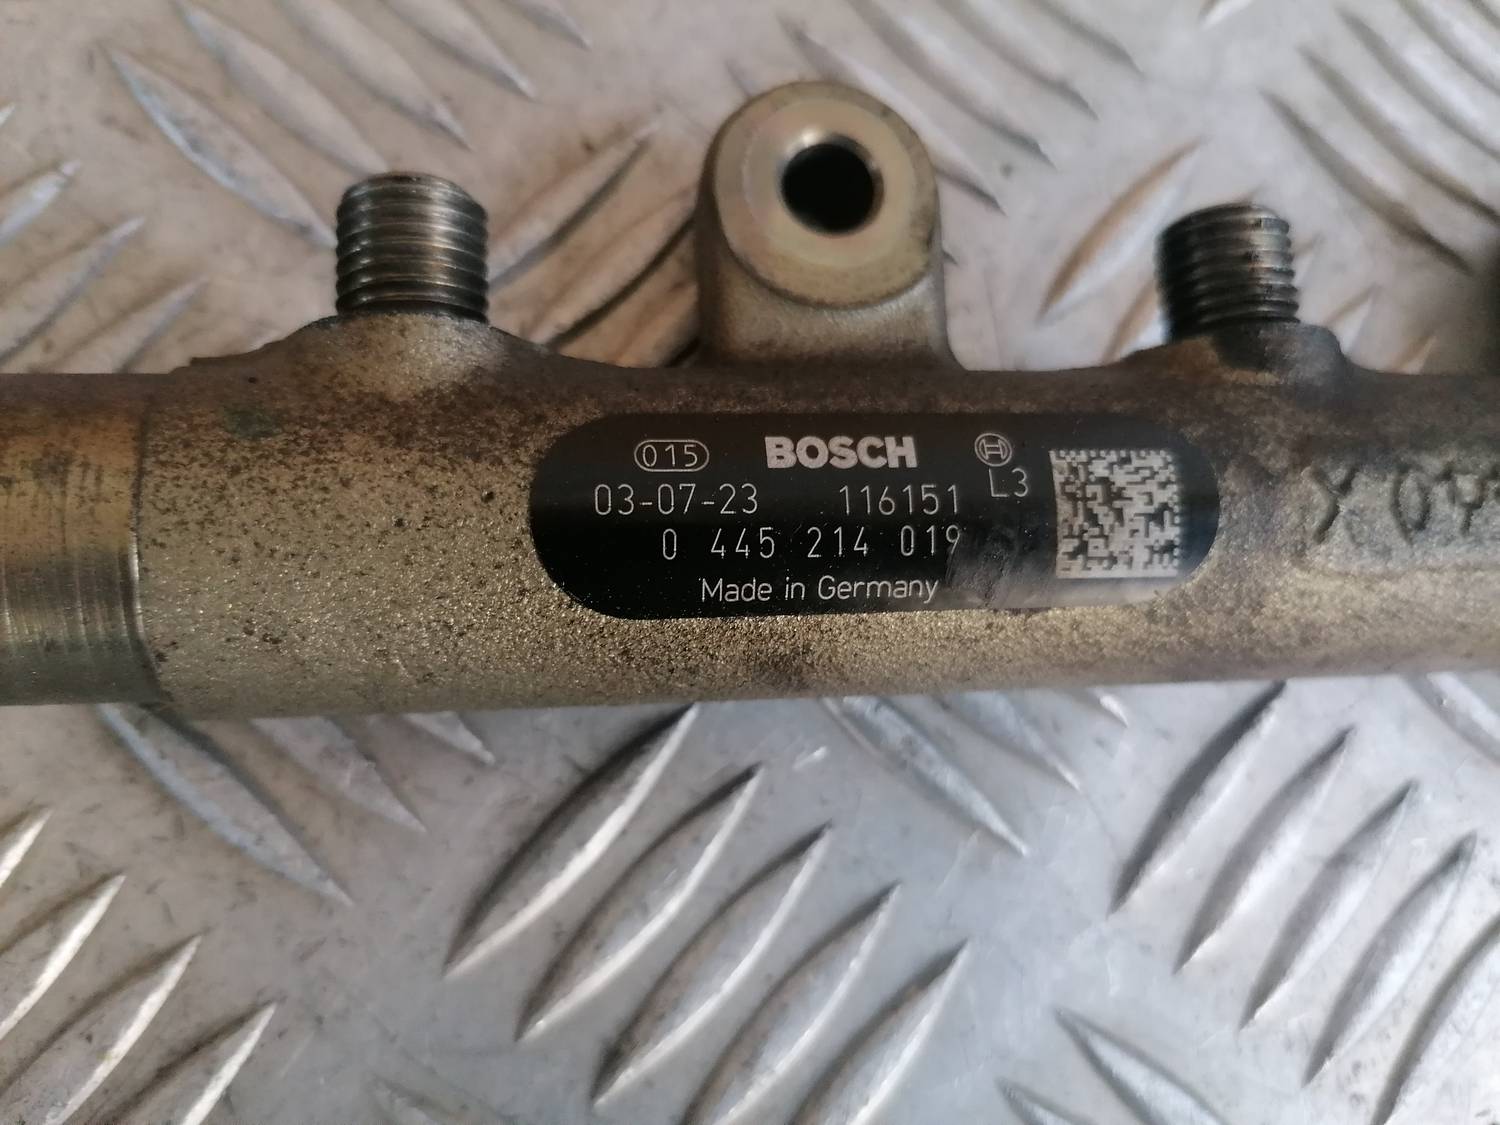 015 BOSCH
03-07-23 116151 L3
0 445 214 019
Made in Germany